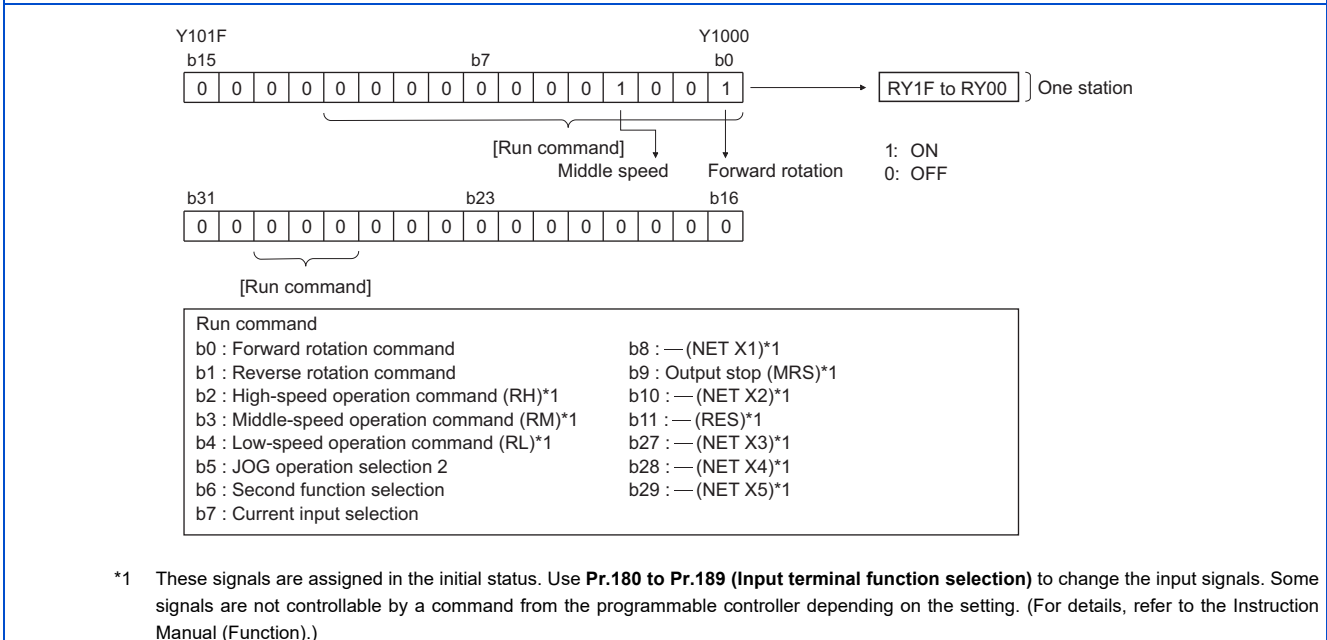 Y101F Y1000
b15 b7 b0
0 0 0 0 0 0 0 0 0 0 0 0 1 0 0 1 RY1F to RY00 One station
[Run command] 1: ON
Middle speed Forward rotation 0: OFF
b31 b23 b16
0 0 0 0 0 0 0 0 0 0 0 0 0 0 0 0
[Run command]
Run command
b0 : Forward rotation command
b1 : Reverse rotation command
b2 : High-speed operation command (RH)*1
b3 : Middle-speed operation command (RM)*1
b4 : Low-speed operation command (RL)*1
b5 : JOG operation selection 2
b6 : Second function selection
b7 : Current input selection
b8 : — (NET X1)*1
b9 : Output stop (MRS)*1
b10 : — (NET X2)*1
b11 : — (RES)*1
b27 : — (NET X3)*1
b28 : — (NET X4)*1
b29 : — (NET X5)*1
*1 These signals are assigned in the initial status. Use Pr.180 to Pr.189 (Input terminal function selection) to change the input signals. Some
signals are not controllable by a command from the programmable controller depending on the setting. (For details, refer to the Instruction
Manual (Function).)